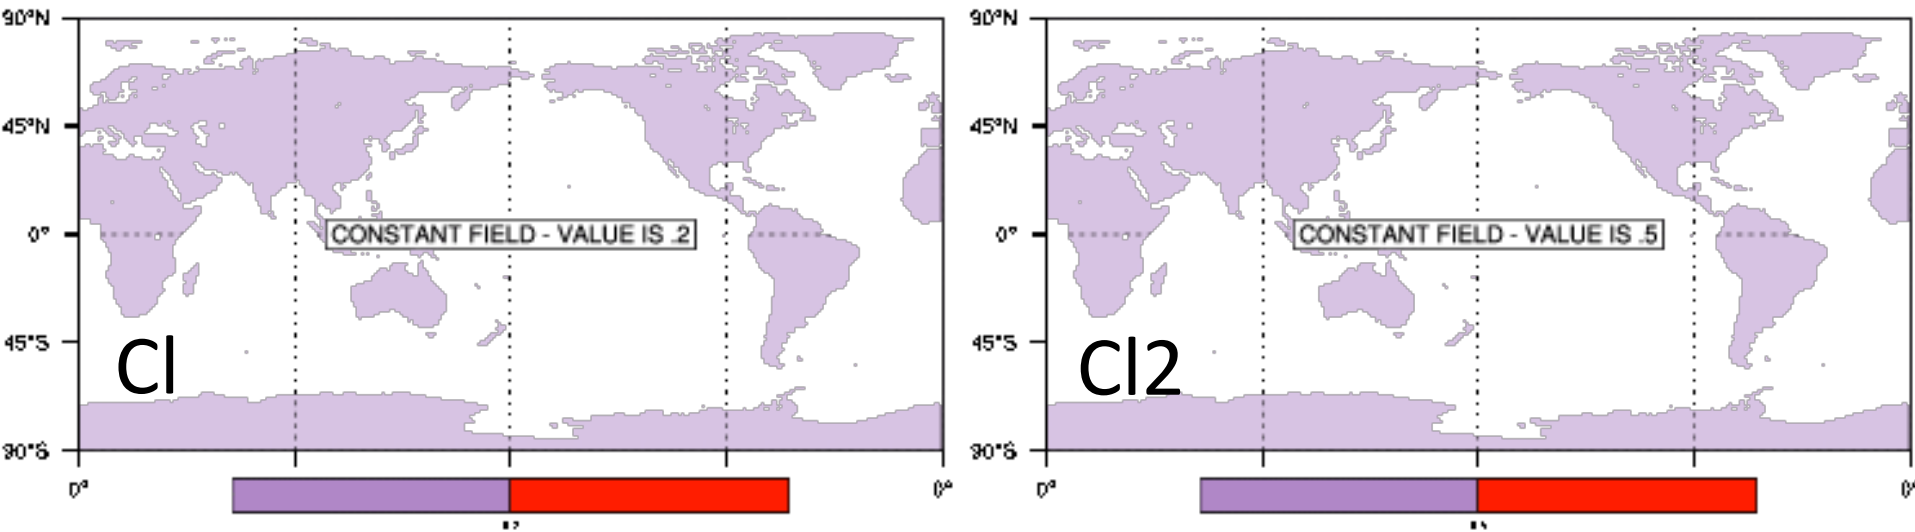 90°N
45°N
0°
CONSTANT FIELD - VALUE IS .2
45°S
Cl
90°S
0°
0°
90°N
45°N
0°
CONSTANT FIELD - VALUE IS .5
45°S
Cl2
90°S
0°